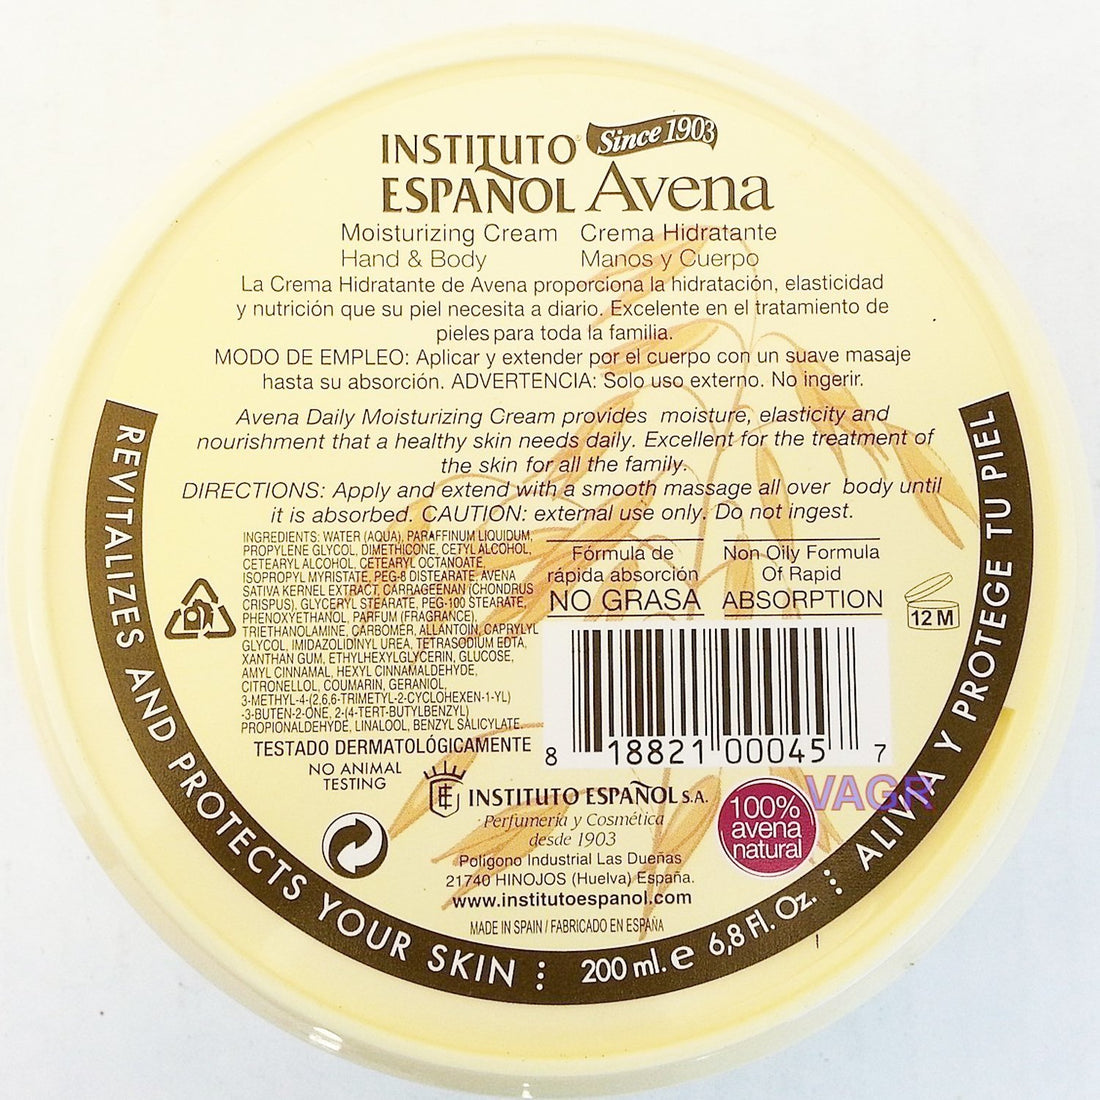 INSTITUTO ESPAÑOL
Since 1903
Avena
Moisturizing Cream
Hand & Body
Crema Hidratante
Manos y Cuerpo
La Crema Hidratante de Avena proporciona la hidratación, elasticidad
y nutrición que su piel necesita a diario. Excelente en el tratamiento de
pieles para toda la familia.
MODO DE EMPLEO: Aplicar y extender por el cuerpo con un suave masaje
hasta su absorción. ADVERTENCIA: Solo uso externo. No ingerir.
Avena Daily Moisturizing Cream provides moisture, elasticity and
nourishment that a healthy skin needs daily. Excellent for the treatment of
the skin for all the family.
DIRECTIONS: Apply and extend with a smooth massage all over body until
it is absorbed. CAUTION: external use only. Do not ingest.
INGREDIENTS: WATER (AQUA), PARAFFINUM LIQUIDUM,
PROPYLENE GLYCOL, DIMETHICONE, CETYL ALCOHOL,
CETEARYL ALCOHOL, CETEARYL OCTANOATE,
ISOPROPYL MYRISTATE, PEG-8 DISTEARATE, AVENA
SATIVA KERNEL EXTRACT, CARRAGEENAN (CHONDRUS
CRISPUS), GLYCERYL STEARATE, PEG-100 STEARATE,
PHENOXYETHANOL, PARFUM (FRAGRANCE),
TRIETHANOLAMINE, CARBOMER, ALLANTOIN, CAPRYLYL
GLYCOL, IMIDAZOLIDINYL UREA, TETRASODIUM EDTA,
XANTHAN GUM, ETHYLHEXYLGLYCERIN, GLUCOSE,
AMYL CINNAMAL, HEXYL CINNAMALDEHYDE,
CITRONELLOL, COUMARIN, GERANIOL,
3-METHYL-4-(2,6,6-TRIMETYL-2-CYCLOHEXEN-1-YL)
-3-BUTEN-2-ONE, 2-(4-TERT-BUTYLBENZYL)
PROPIONALDEHYDE, LINALOOL, BENZYL SALICYLATE.
TESTADO DERMATOLÓGICAMENTE
NO ANIMAL
TESTING
Fórmula de
rápida absorción
NO GRASA
Non Oily Formula
Of Rapid
ABSORPTION
12 M
8 18821 00045 7
VAGR
100%
avena
natural
INSTITUTO ESPAÑOL S.A.
Perfumería y Cosmética
desde 1903
Polígono Industrial Las Dueñas
21740 HINOJOS (Huelva) España.
www.institutoespanol.com
MADE IN SPAIN / FABRICADO EN ESPAÑA
REVITALIZES AND PROTECTS YOUR SKIN
200 ml. e 6,8 Fl. Oz.
ALIVIA Y PROTEGE TU PIEL